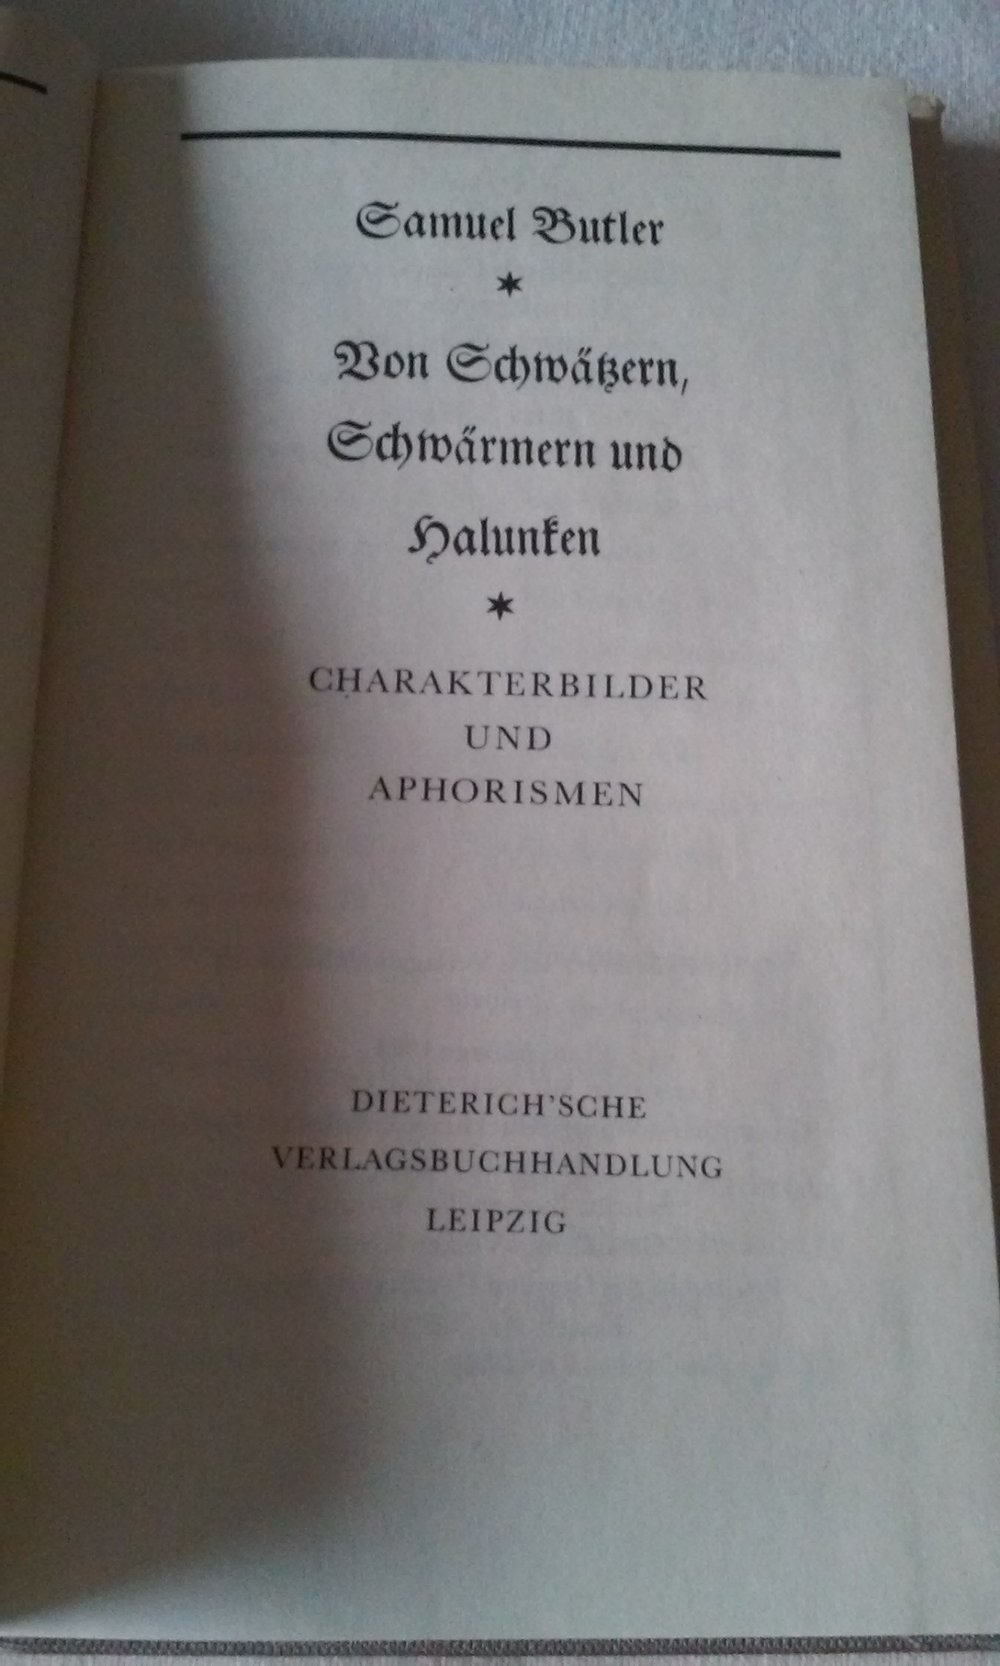 Samuel Butler
*
Von Schwätzern,
Schwärmern und
Halunken
*
CHARAKTERBILDER
UND
APHORISMEN
DIETERICH'SCHE
VERLAGSBUCHHANDLUNG
LEIPZIG